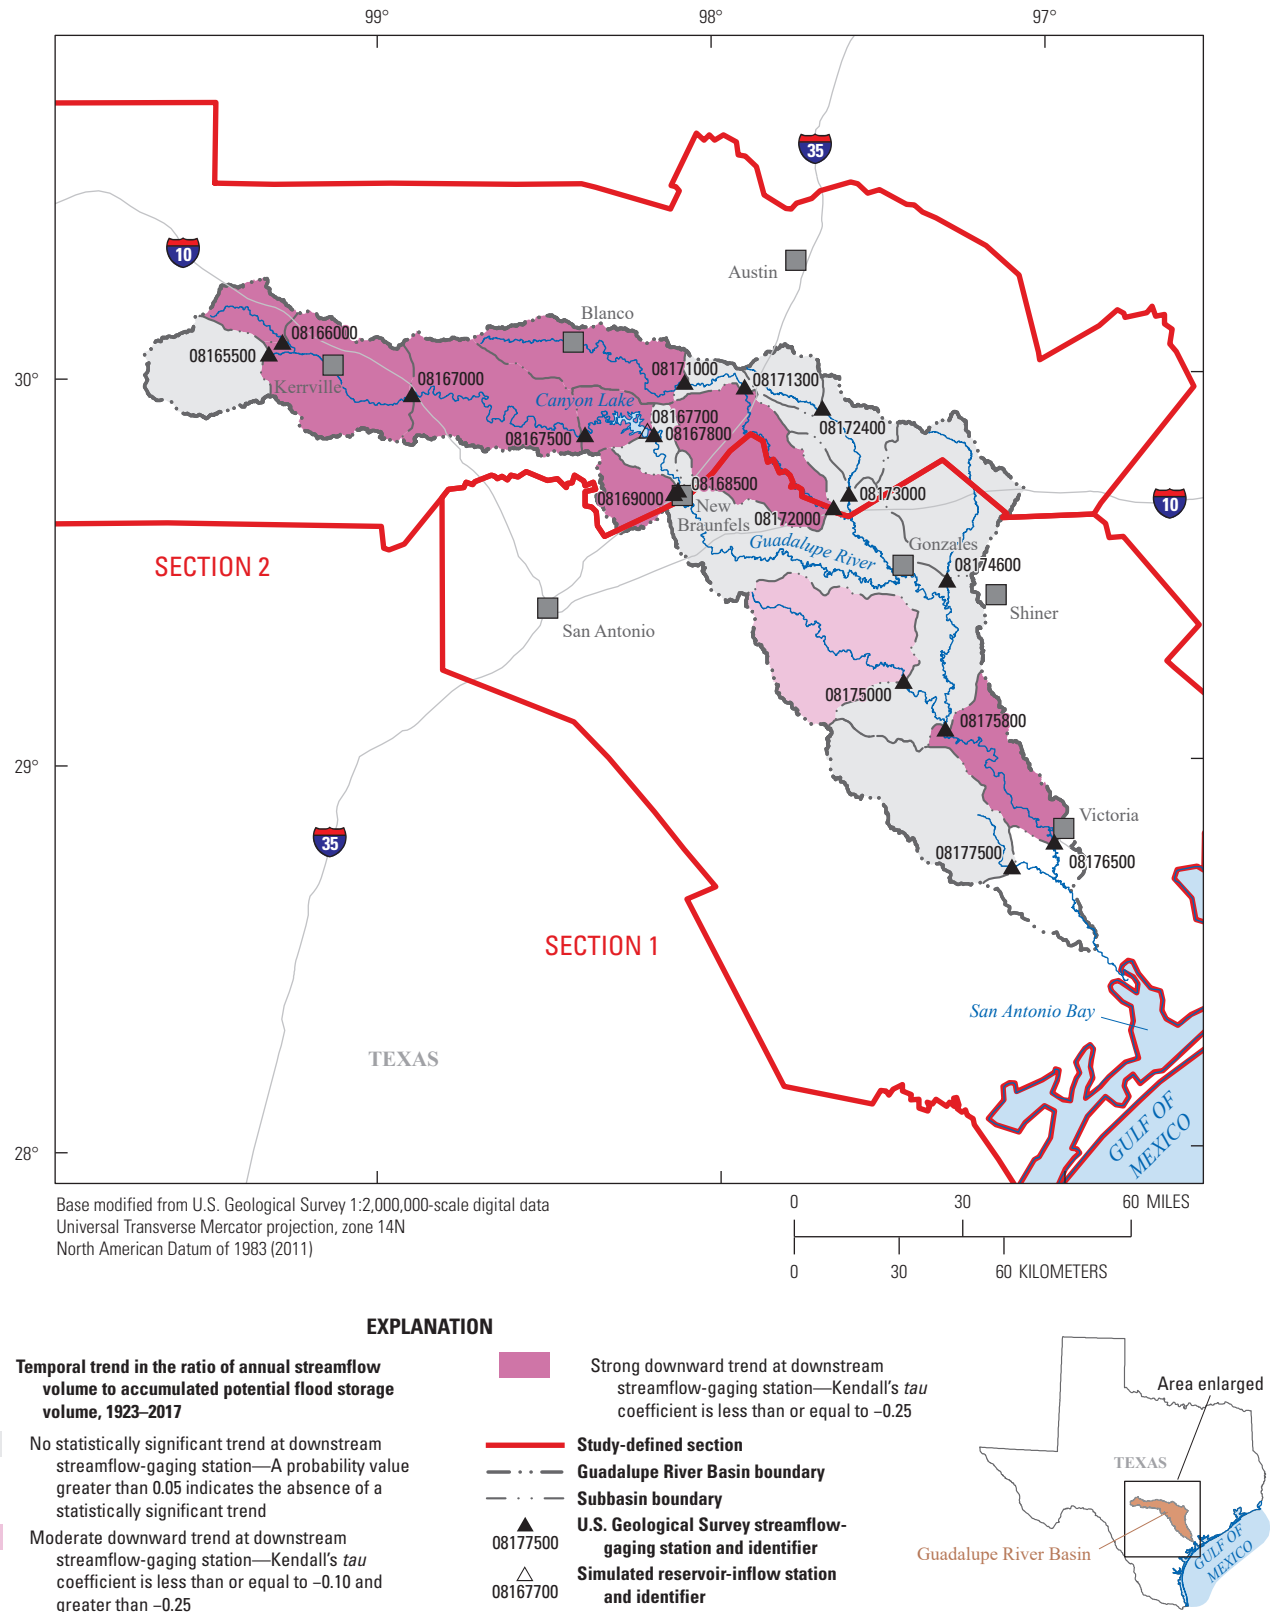 99°
98°
97°
35
10
Austin
Blanco
08166000
08165500
Kerrville
08167000
08171000
08171300
30°
Canyon Lake
08167700
08172400
08167500
08167800
08168500
08169000
08173000
New
Braunfels
08172000
10
Guadalupe River
Gonzales
SECTION 2
08174600
Shiner
San Antonio
08175000
08175800
29°
Victoria
35
08177500
08176500
SECTION 1
San Antonio Bay
TEXAS
GULF OF
MEXICO
28°
Base modified from U.S. Geological Survey 1:2,000,000-scale digital data
Universal Transverse Mercator projection, zone 14N
North American Datum of 1983 (2011)
0 30 60 MILES
0 30 60 KILOMETERS
EXPLANATION
Temporal trend in the ratio of annual streamflow
volume to accumulated potential flood storage
volume, 1923–2017
No statistically significant trend at downstream
streamflow-gaging station—A probability value
greater than 0.05 indicates the absence of a
statistically significant trend
Moderate downward trend at downstream
streamflow-gaging station—Kendall's tau
coefficient is less than or equal to −0.10 and
greater than −0.25
Strong downward trend at downstream
streamflow-gaging station—Kendall's tau
coefficient is less than or equal to −0.25
Study-defined section
Guadalupe River Basin boundary
Subbasin boundary
U.S. Geological Survey streamflow-
gaging station and identifier
08177500
Simulated reservoir-inflow station
and identifier
08167700
Area enlarged
TEXAS
Guadalupe River Basin
GULF OF
MEXICO